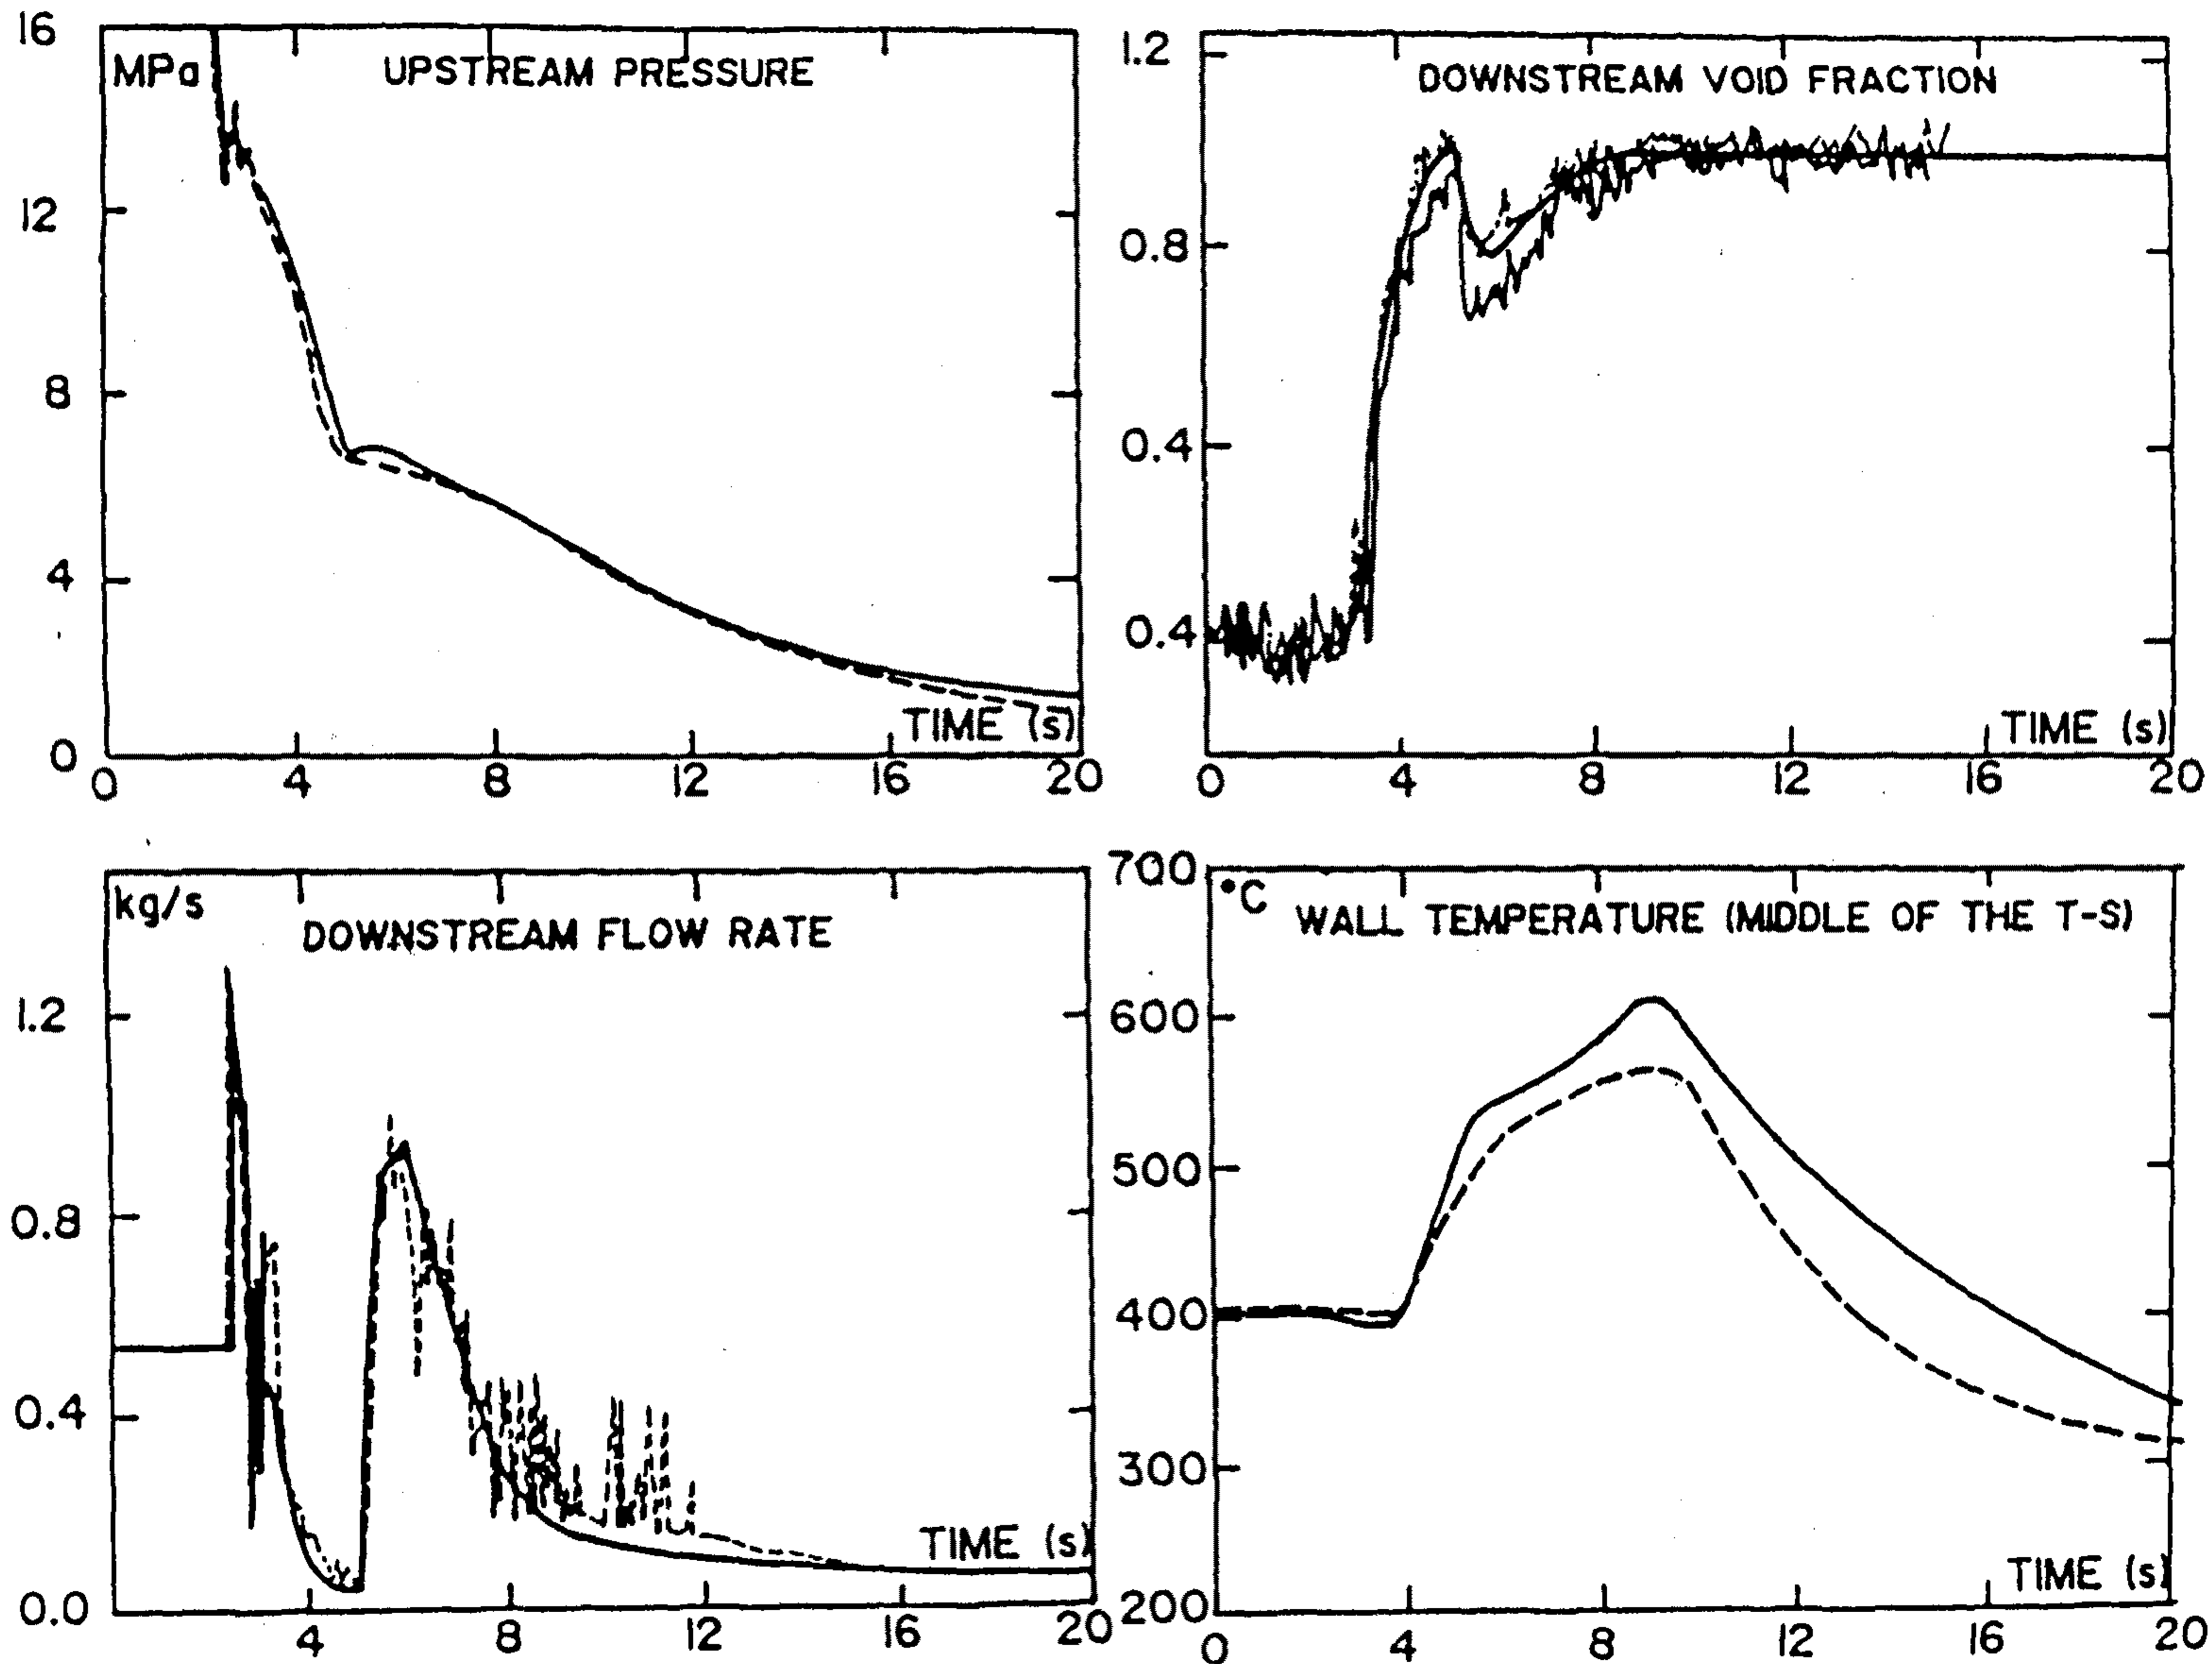 16
MPa
UPSTREAM PRESSURE
12
8
4
0
TIME (s)
0 4 8 12 16 20
1.2
DOWNSTREAM VOID FRACTION
0.8
0.4
0.4
TIME (s)
0 4 8 12 16 20
kg/s
DOWNSTREAM FLOW RATE
1.2
0.8
0.4
0.0
TIME (s)
4 8 12 16 20
700
°C
WALL TEMPERATURE (MIDDLE OF THE T-S)
600
500
400
300
200
TIME (s)
0 4 8 12 16 20